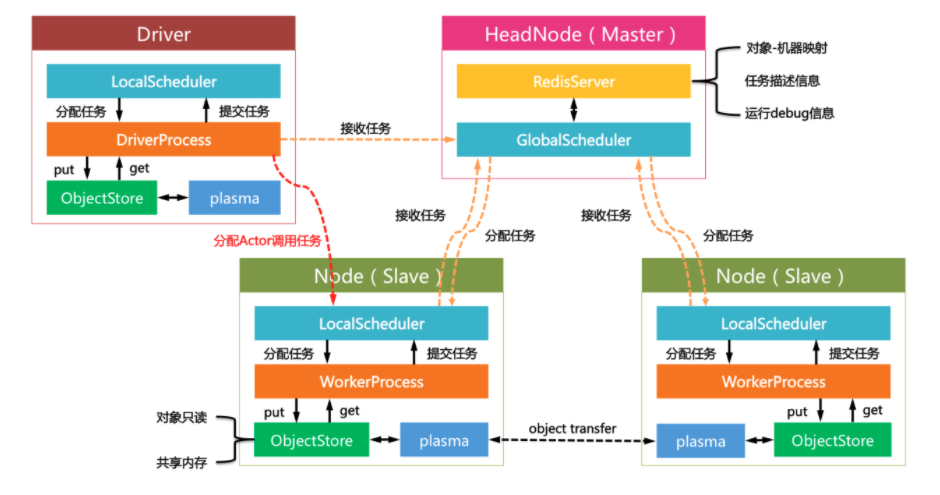 Driver
LocalScheduler
分配任务
提交任务
DriverProcess
put
get
ObjectStore
plasma
HeadNode（Master）
RedisServer
GlobalScheduler
对象-机器映射
任务描述信息
运行debug信息
接收任务
分配Actor调用任务
接收任务
分配任务
接收任务
分配任务
Node（Slave）
LocalScheduler
分配任务
提交任务
WorkerProcess
put
get
ObjectStore
plasma
对象只读
共享内存
object transfer
Node（Slave）
LocalScheduler
分配任务
提交任务
WorkerProcess
put
get
plasma
ObjectStore